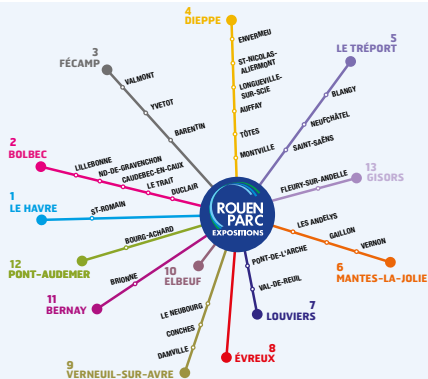 4
DIEPPE
ENVERMEU
ST-NICOLAS-
ALIERMONT
LONGUEVILLE-
SUR-SCIE
AUFFAY
TÔTES
MONTVILLE
5
LE TRÉPORT
BLANGY
NEUFCHÂTEL
SAINT-SAËNS
3
FÉCAMP
VALMONT
YVETOT
BARENTIN
2
BOLBEC
LILLEBONNE
ND-DE-GRAVENCHON
CAUDEBEC-EN-CAUX
LE TRAIT
DUCLAIR
13
GISORS
FLEURY-SUR-ANDELLE
1
LE HAVRE
ST-ROMAIN
ROUEN
PARC
EXPOSITIONS
12
PONT-AUDEMER
BOURG-ACHARD
LES ANDELYS
GAILLON
VERNON
6
MANTES-LA-JOLIE
11
BERNAY
BRIONNE
10
ELBEUF
PONT-DE-L'ARCHE
VAL-DE-REUIL
7
LOUVIERS
LE NEUBOURG
CONCHES
DANVILLE
9
VERNEUIL-SUR-AVRE
8
ÉVREUX